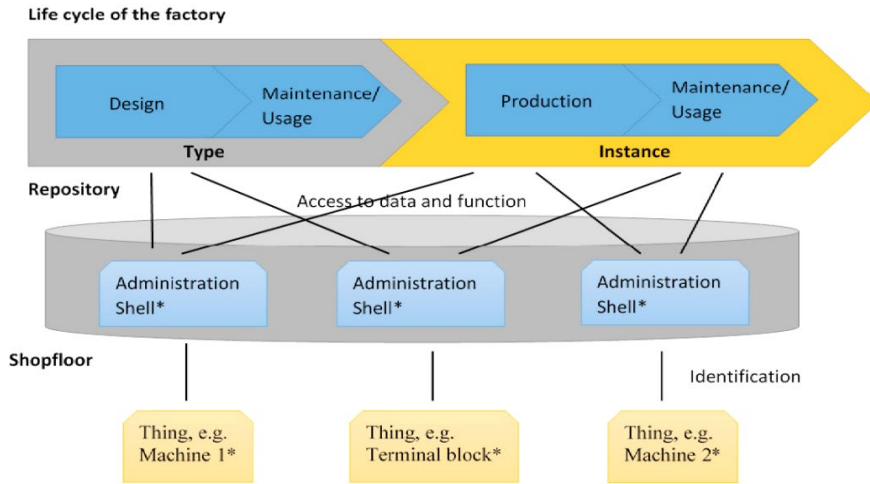 Life cycle of the factory
Design
Maintenance/
Usage
Production
Maintenance/
Usage
Type
Instance
Repository
Access to data and function
Administration
Shell*
Administration
Shell*
Administration
Shell*
Shopfloor
Identification
Thing, e.g.
Machine 1*
Thing, e.g.
Terminal block*
Thing, e.g.
Machine 2*